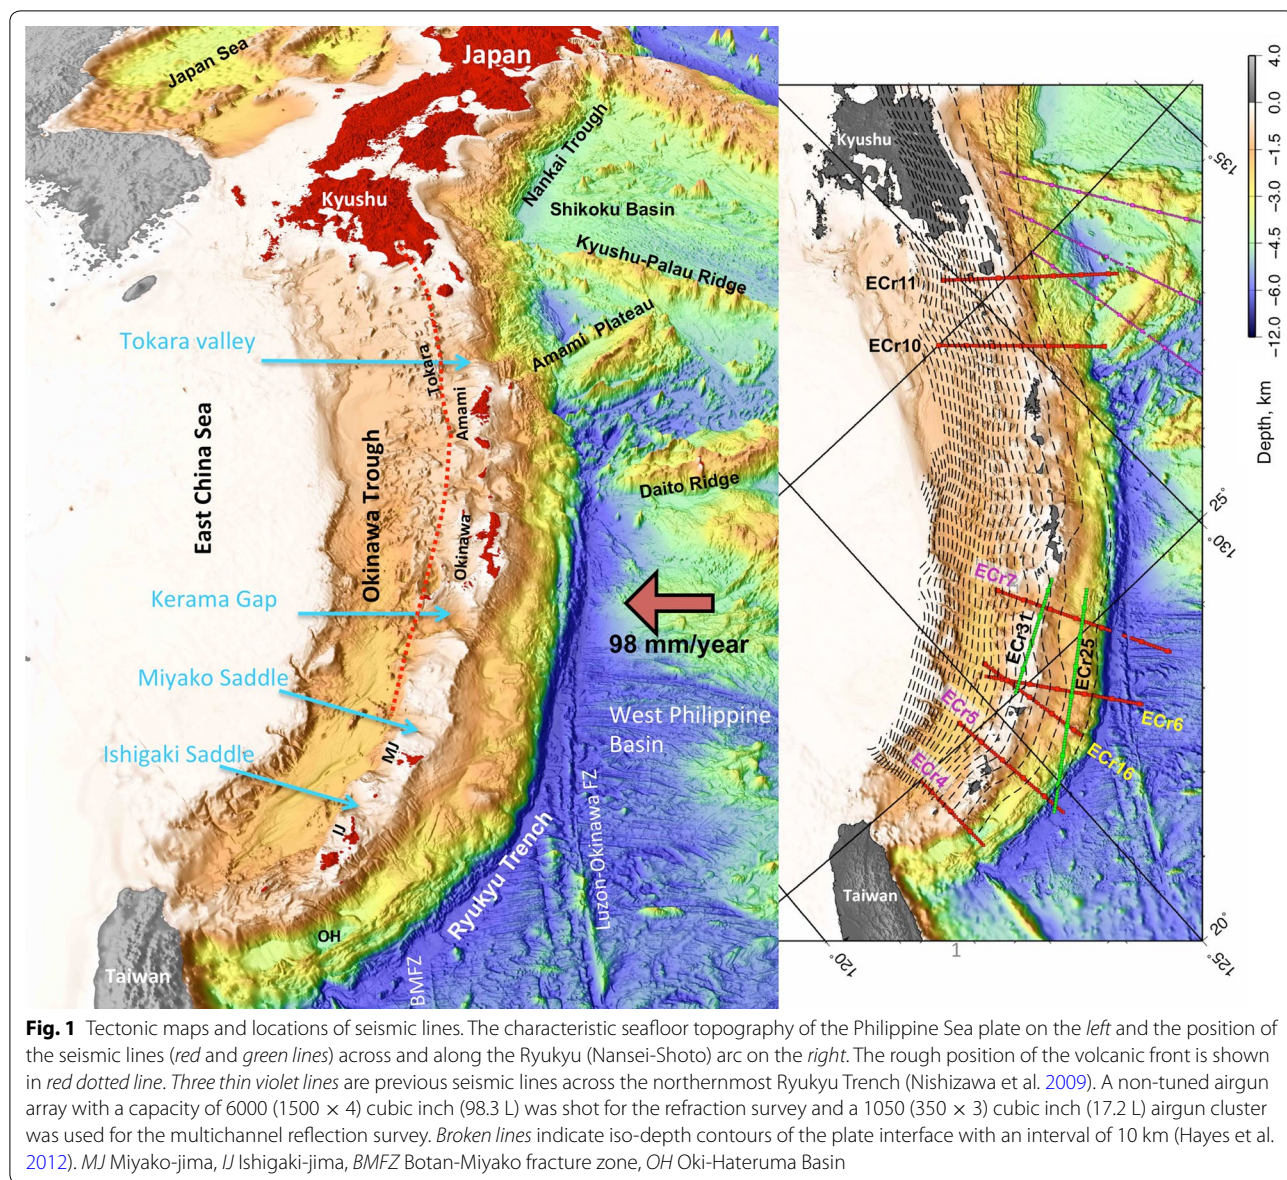 Japan Sea
Japan
Kyushu
Nankai Trough
Shikoku Basin
Kyushu-Palau Ridge
Tokara valley
Amami Plateau
Tokara
Amami
East China Sea
Okinawa Trough
Okinawa
Daito Ridge
Kerama Gap
98 mm/year
Miyako Saddle
West Philippine
Basin
Ishigaki Saddle
MJ
IJ
Luzon-Okinawa FZ
Ryukyu Trench
OH
BMFZ
Taiwan
Kyushu
ECr11
ECr10
ECr7
ECr31
ECr25
ECr5
ECr6
ECr16
ECr4
Taiwan
135°
25°
130°
20°
125°
120°
1
4.0
0.0
−1.5
−3.0
−4.5
−6.0
−12.0
Depth, km
Fig. 1 Tectonic maps and locations of seismic lines. The characteristic seafloor topography of the Philippine Sea plate on the left and the position of
the seismic lines (red and green lines) across and along the Ryukyu (Nansei-Shoto) arc on the right. The rough position of the volcanic front is shown
in red dotted line. Three thin violet lines are previous seismic lines across the northernmost Ryukyu Trench (Nishizawa et al. 2009). A non-tuned airgun
array with a capacity of 6000 (1500 × 4) cubic inch (98.3 L) was shot for the refraction survey and a 1050 (350 × 3) cubic inch (17.2 L) airgun cluster
was used for the multichannel reflection survey. Broken lines indicate iso-depth contours of the plate interface with an interval of 10 km (Hayes et al.
2012). MJ Miyako-jima, IJ Ishigaki-jima, BMFZ Botan-Miyako fracture zone, OH Oki-Hateruma Basin